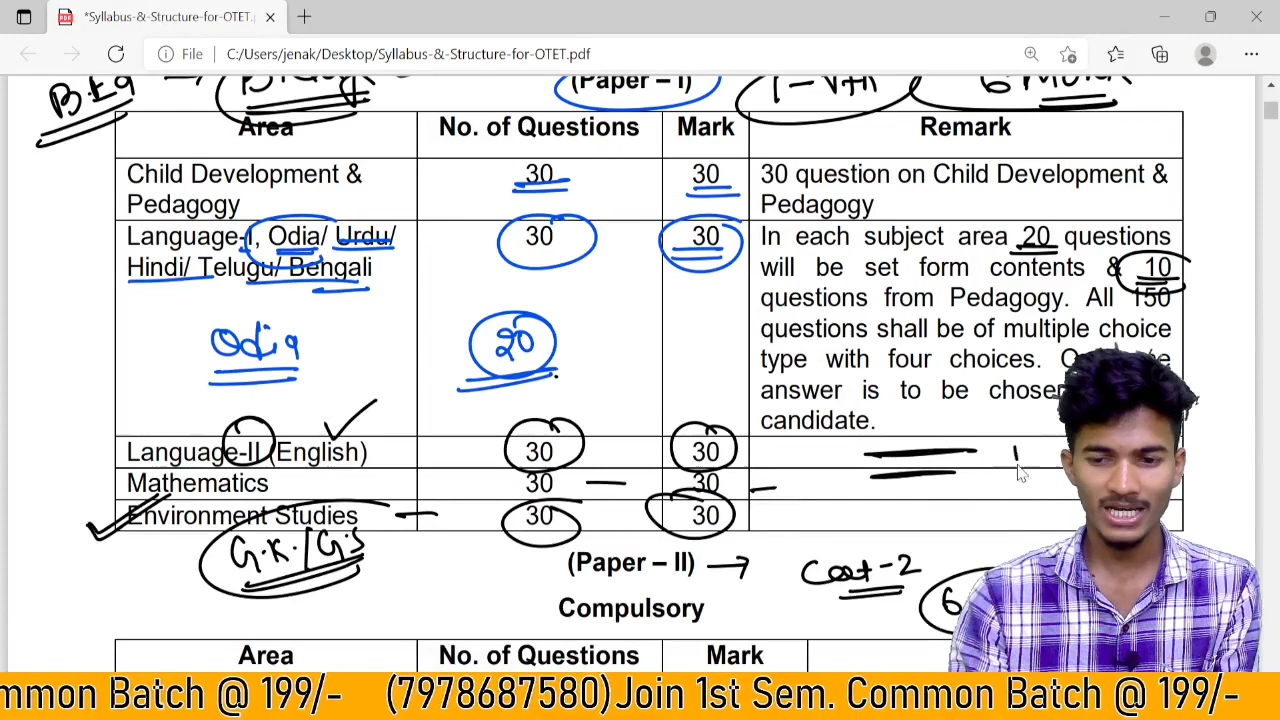 *Syllabus-&-Structure-for-OTET.p
File C:/Users/jenak/Desktop/Syllabus-&-Structure-for-OTET.pdf
B.Ed
(Paper – I)
I – VIII
Area No. of Questions Mark Remark
Child Development & Pedagogy 30 30 30 question on Child Development & Pedagogy
Language-I, Odia/ Urdu/ 30 30 In each subject area 20 questions
Hindi/ Telugu/ Bengali will be set form contents & 10
questions from Pedagogy. All 150
Odia 20 questions shall be of multiple choice
type with four choices.
answer is to be chosen
candidate.
Language-II (English) 30 30
Mathematics 30 30
Environment Studies 30 30
G.K./G.S
(Paper – II) → Cat-2
6
Compulsory
Area No. of Questions Mark
mmon Batch @ 199/- (7978687580) Join 1st Sem. Common Batch @ 199/-